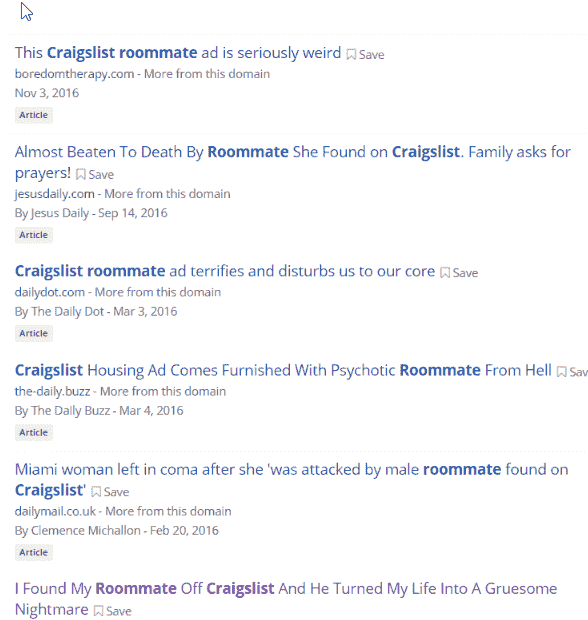 This Craigslist roommate ad is seriously weird Save
boredomtherapy.com - More from this domain
Nov 3, 2016
Article
Almost Beaten To Death By Roommate She Found on Craigslist. Family asks for
prayers! Save
jesusdaily.com - More from this domain
By Jesus Daily - Sep 14, 2016
Article
Craigslist roommate ad terrifies and disturbs us to our core Save
dailydot.com - More from this domain
By The Daily Dot - Mar 3, 2016
Article
Craigslist Housing Ad Comes Furnished With Psychotic Roommate From Hell Sav
the-daily.buzz - More from this domain
By The Daily Buzz - Mar 4, 2016
Article
Miami woman left in coma after she 'was attacked by male roommate found on
Craigslist' Save
dailymail.co.uk - More from this domain
By Clemence Michallon - Feb 20, 2016
Article
I Found My Roommate Off Craigslist And He Turned My Life Into A Gruesome
Nightmare Save